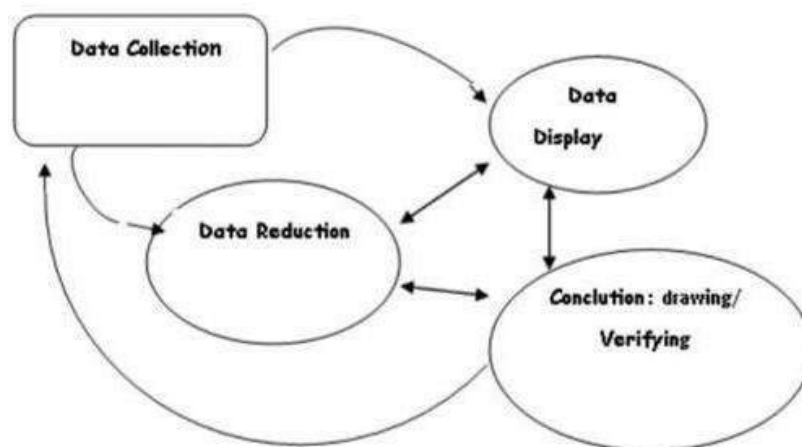 Data Collection
Data
Display
Data Reduction
Conclution: drawing/
Verifying